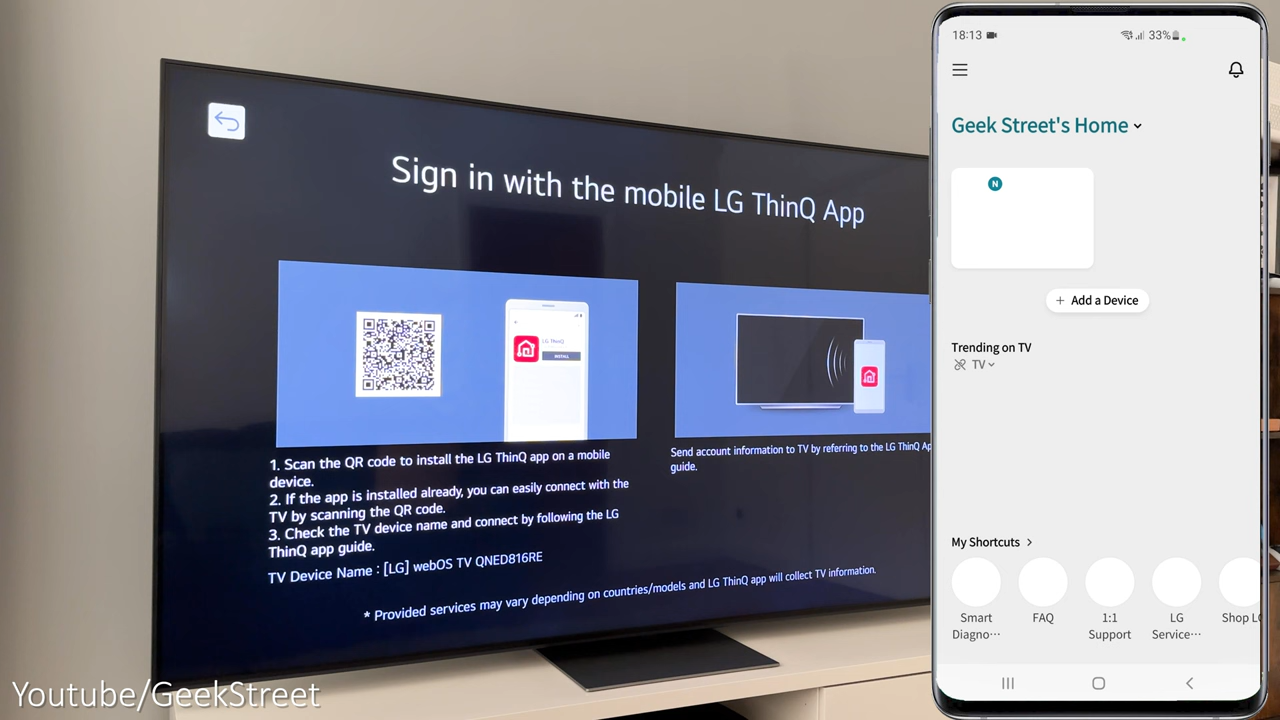 Sign in with the mobile LG ThinQ App
LG ThinQ
INSTALL
1. Scan the QR code to install the LG ThinQ app on a mobile
device.
2. If the app is installed already, you can easily connect with the
TV by scanning the QR code.
3. Check the TV device name and connect by following the LG
ThinQ app guide.
TV Device Name : [LG] webOS TV QNED816RE
Send account information to TV by referring to the LG ThinQ Ap
guide.
* Provided services may vary depending on countries/models and LG ThinQ app will collect TV information.
Youtube/GeekStreet
18:13
33%
Geek Street's Home
N
+ Add a Device
Trending on TV
TV
My Shortcuts >
Smart
Diagno···
FAQ
1:1
Support
LG
Service···
Shop LG